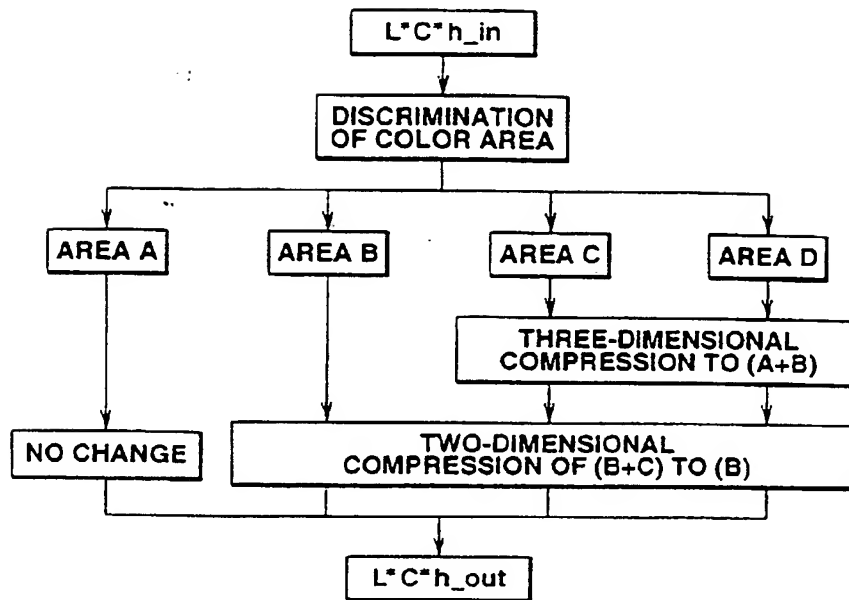 L*C*h_in
DISCRIMINATION
OF COLOR AREA
AREA A
AREA B
AREA C
AREA D
THREE-DIMENSIONAL
COMPRESSION TO (A+B)
NO CHANGE
TWO-DIMENSIONAL
COMPRESSION OF (B+C) TO (B)
L*C*h_out